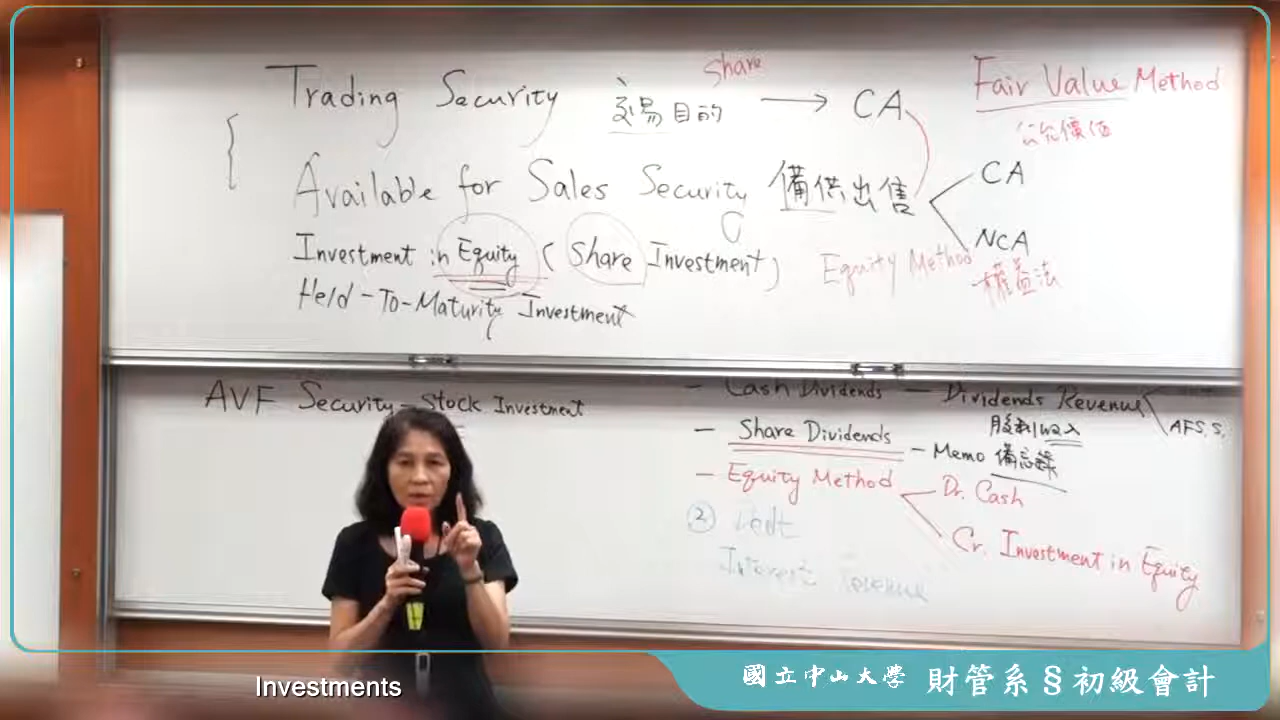 share
Trading Security 交易目的 → CA
Fair Value Method
公允價值
Available for Sales Security 備供出售
CA
NCA
Investment in Equity (Share Investment)
Equity Method
權益法
Held-To-Maturity Investment
AVF Security - Stock Investment
- Cash Dividends - Dividends Revenue
股利收入
AFS.S.
- Share Dividends - Memo 備忘錄
- Equity Method
Dr. Cash
Cr. Investment in Equity
② Debt
Interest Revenue
Investments
國立中山大學 財管系§初級會計